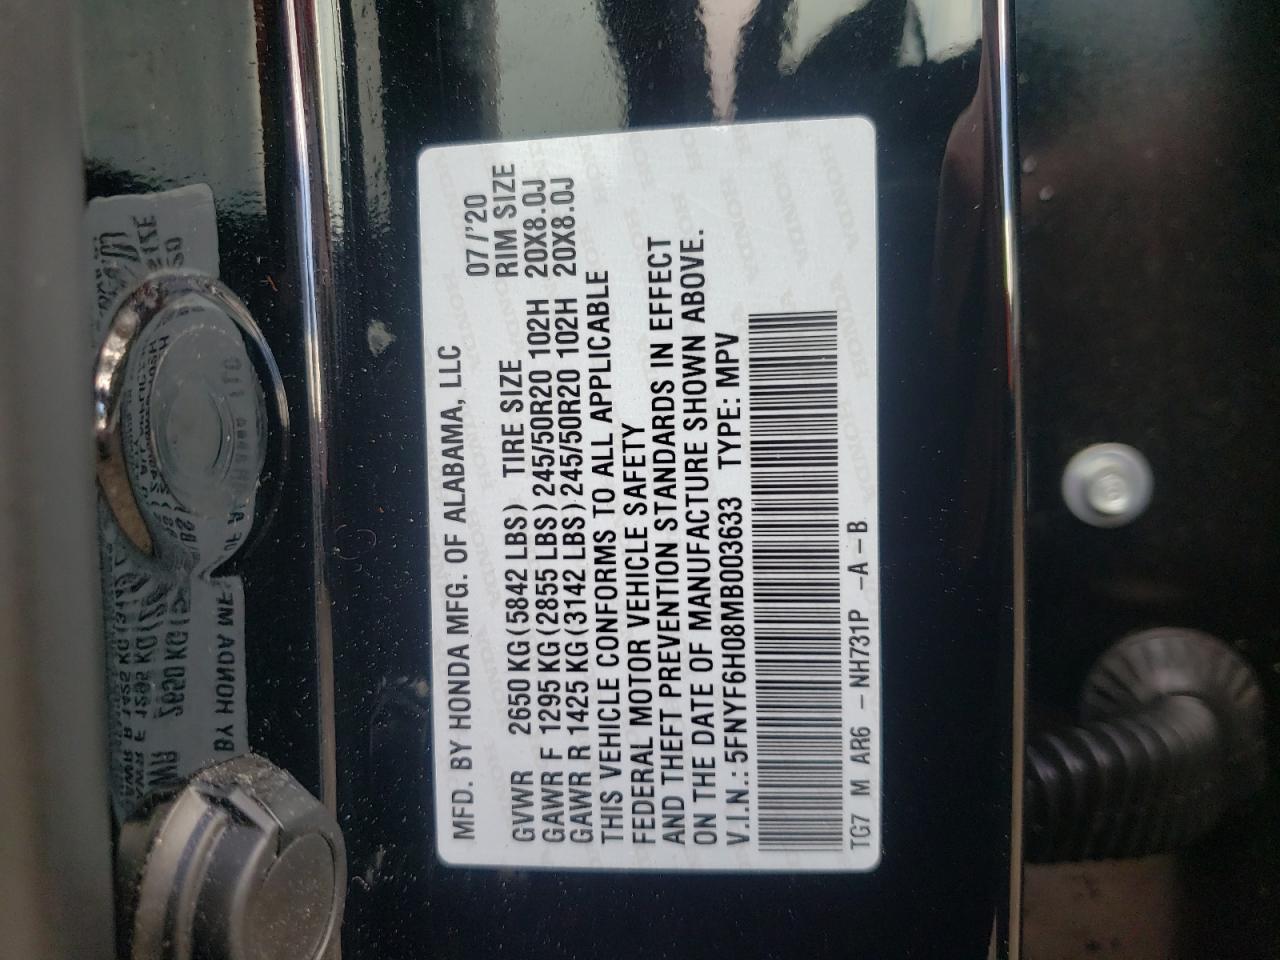 MFD. BY HONDA MFG. OF ALABAMA, LLC 07/'20
GVWR 2650 KG(5842 LBS) TIRE SIZE RIM SIZE
GAWR F 1295 KG(2855 LBS)245/50R20 102H 20X8.0J
GAWR R 1425 KG(3142 LBS)245/50R20 102H 20X8.0J
THIS VEHICLE CONFORMS TO ALL APPLICABLE
FEDERAL MOTOR VEHICLE SAFETY
AND THEFT PREVENTION STANDARDS IN EFFECT
ON THE DATE OF MANUFACTURE SHOWN ABOVE.
V.I.N.: 5FNYF6H08MB003633 TYPE: MPV
TG7 M AR6 - NH731P -A-B